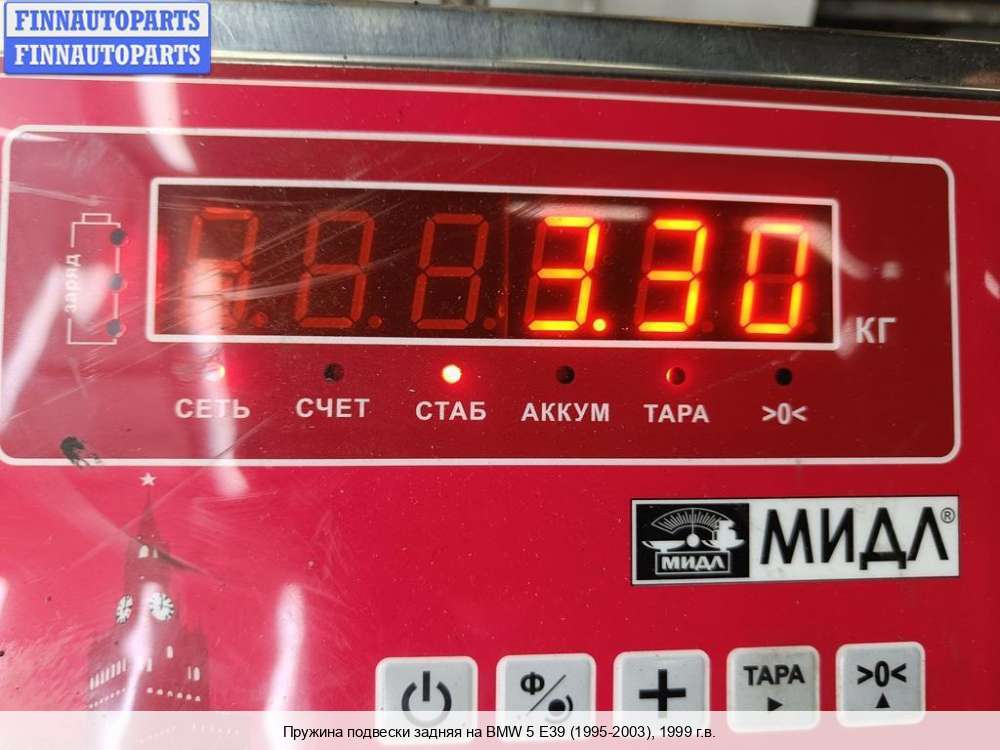 FINNAUTOPARTS
FINNAUTOPARTS
заряд
3.30
КГ
СЕТЬ СЧЕТ СТАБ АККУМ ТАРА >0<
МИДЛ МИДЛ®
Ф + ТАРА >0<
Пружина подвески задняя на BMW 5 E39 (1995-2003), 1999 г.в.